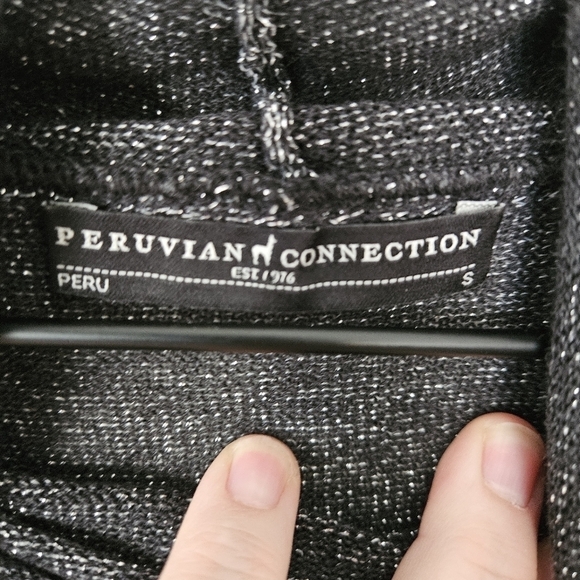 PERUVIAN CONNECTION
EST. 1976
PERU S